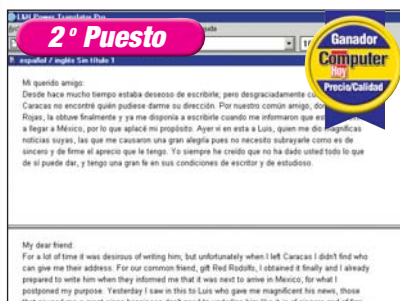 L&H Power Translator Pro
2º Puesto
Ganador
Computer
Hoy
Precio/Calidad
español / inglés Sin título 1
Mi querido amigo:
Desde hace mucho tiempo estaba deseoso de escribirle; pero desgraciadamente
Caracas no encontré quién pudiese darme su dirección. Por nuestro común amigo,
Rojas, la obtuve finalmente y ya me disponía a escribirle cuando me informaron que
a llegar a México, por lo que aplacé mi propósito. Ayer vi en esta a Luis, quien me dio magníficas
noticias suyas, las que me causaron una gran alegría pues no necesito subrayarle como es de
sincero y de firme el aprecio que le tengo. Yo siempre he creído que no ha dado usted todo lo que
de sí puede dar, y tengo una gran fe en sus condiciones de escritor y de estudioso.
My dear friend:
For a lot of time it was desirous of writing him; but unfortunately when I left Caracas I didn't find who
can give me their address. For our common friend, gift Red Rodolfo, I obtained it finally and I already
prepared to write him when they informed me that it was next to arrive in Mexico, for what I
postponed my purpose. Yesterday I saw in this to Luis who gave me magnificent his news, those